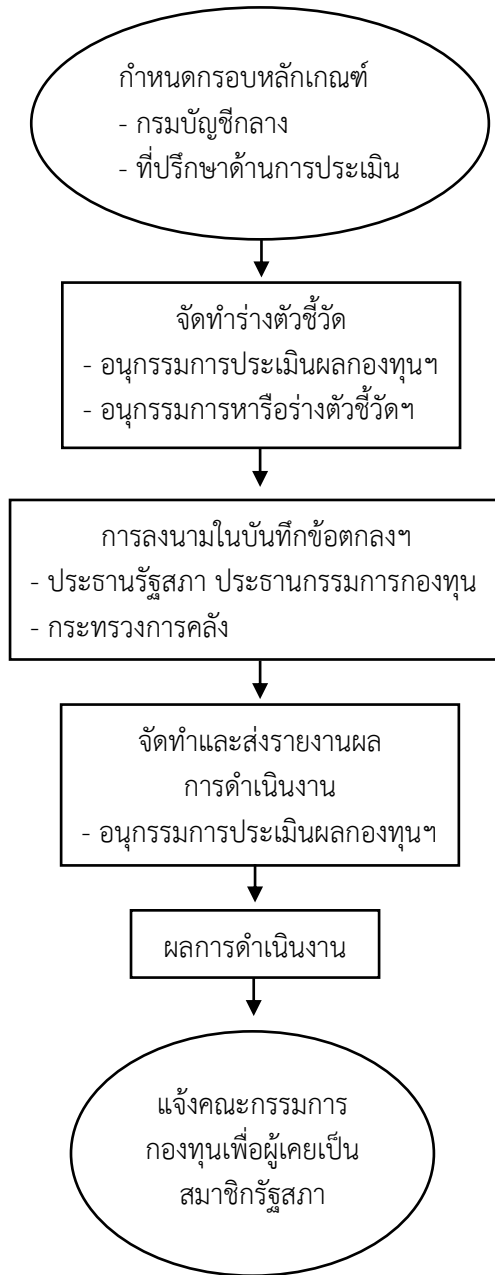 กำหนดกรอบหลักเกณฑ์
- กรมบัญชีกลาง
- ที่ปรึกษาด้านการประเมิน
จัดทำร่างตัวชี้วัด
- อนุกรรมการประเมินผลกองทุนฯ
- อนุกรรมการหารือร่างตัวชี้วัดฯ
การลงนามในบันทึกข้อตกลงฯ
- ประธานรัฐสภา ประธานกรรมการกองทุน
- กระทรวงการคลัง
จัดทำและส่งรายงานผล
การดำเนินงาน
- อนุกรรมการประเมินผลกองทุนฯ
ผลการดำเนินงาน
แจ้งคณะกรรมการ
กองทุนเพื่อผู้เคยเป็น
สมาชิกรัฐสภา